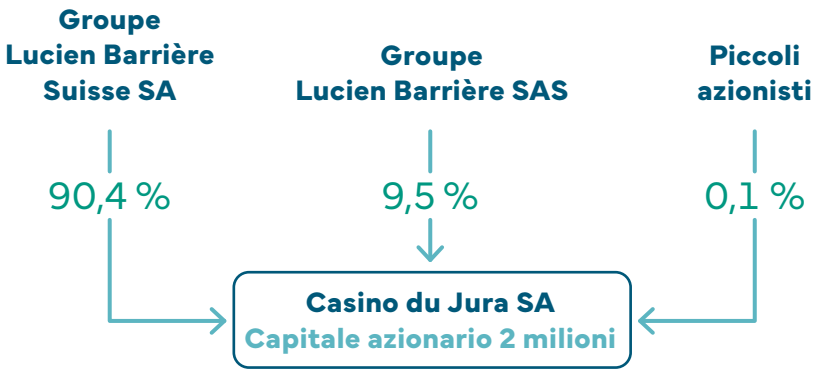 Groupe
Lucien Barrière
Suisse SA
Groupe
Lucien Barrière SAS
Piccoli
azionisti
90,4 %
9,5 %
0,1 %
Casino du Jura SA
Capitale azionario 2 milioni